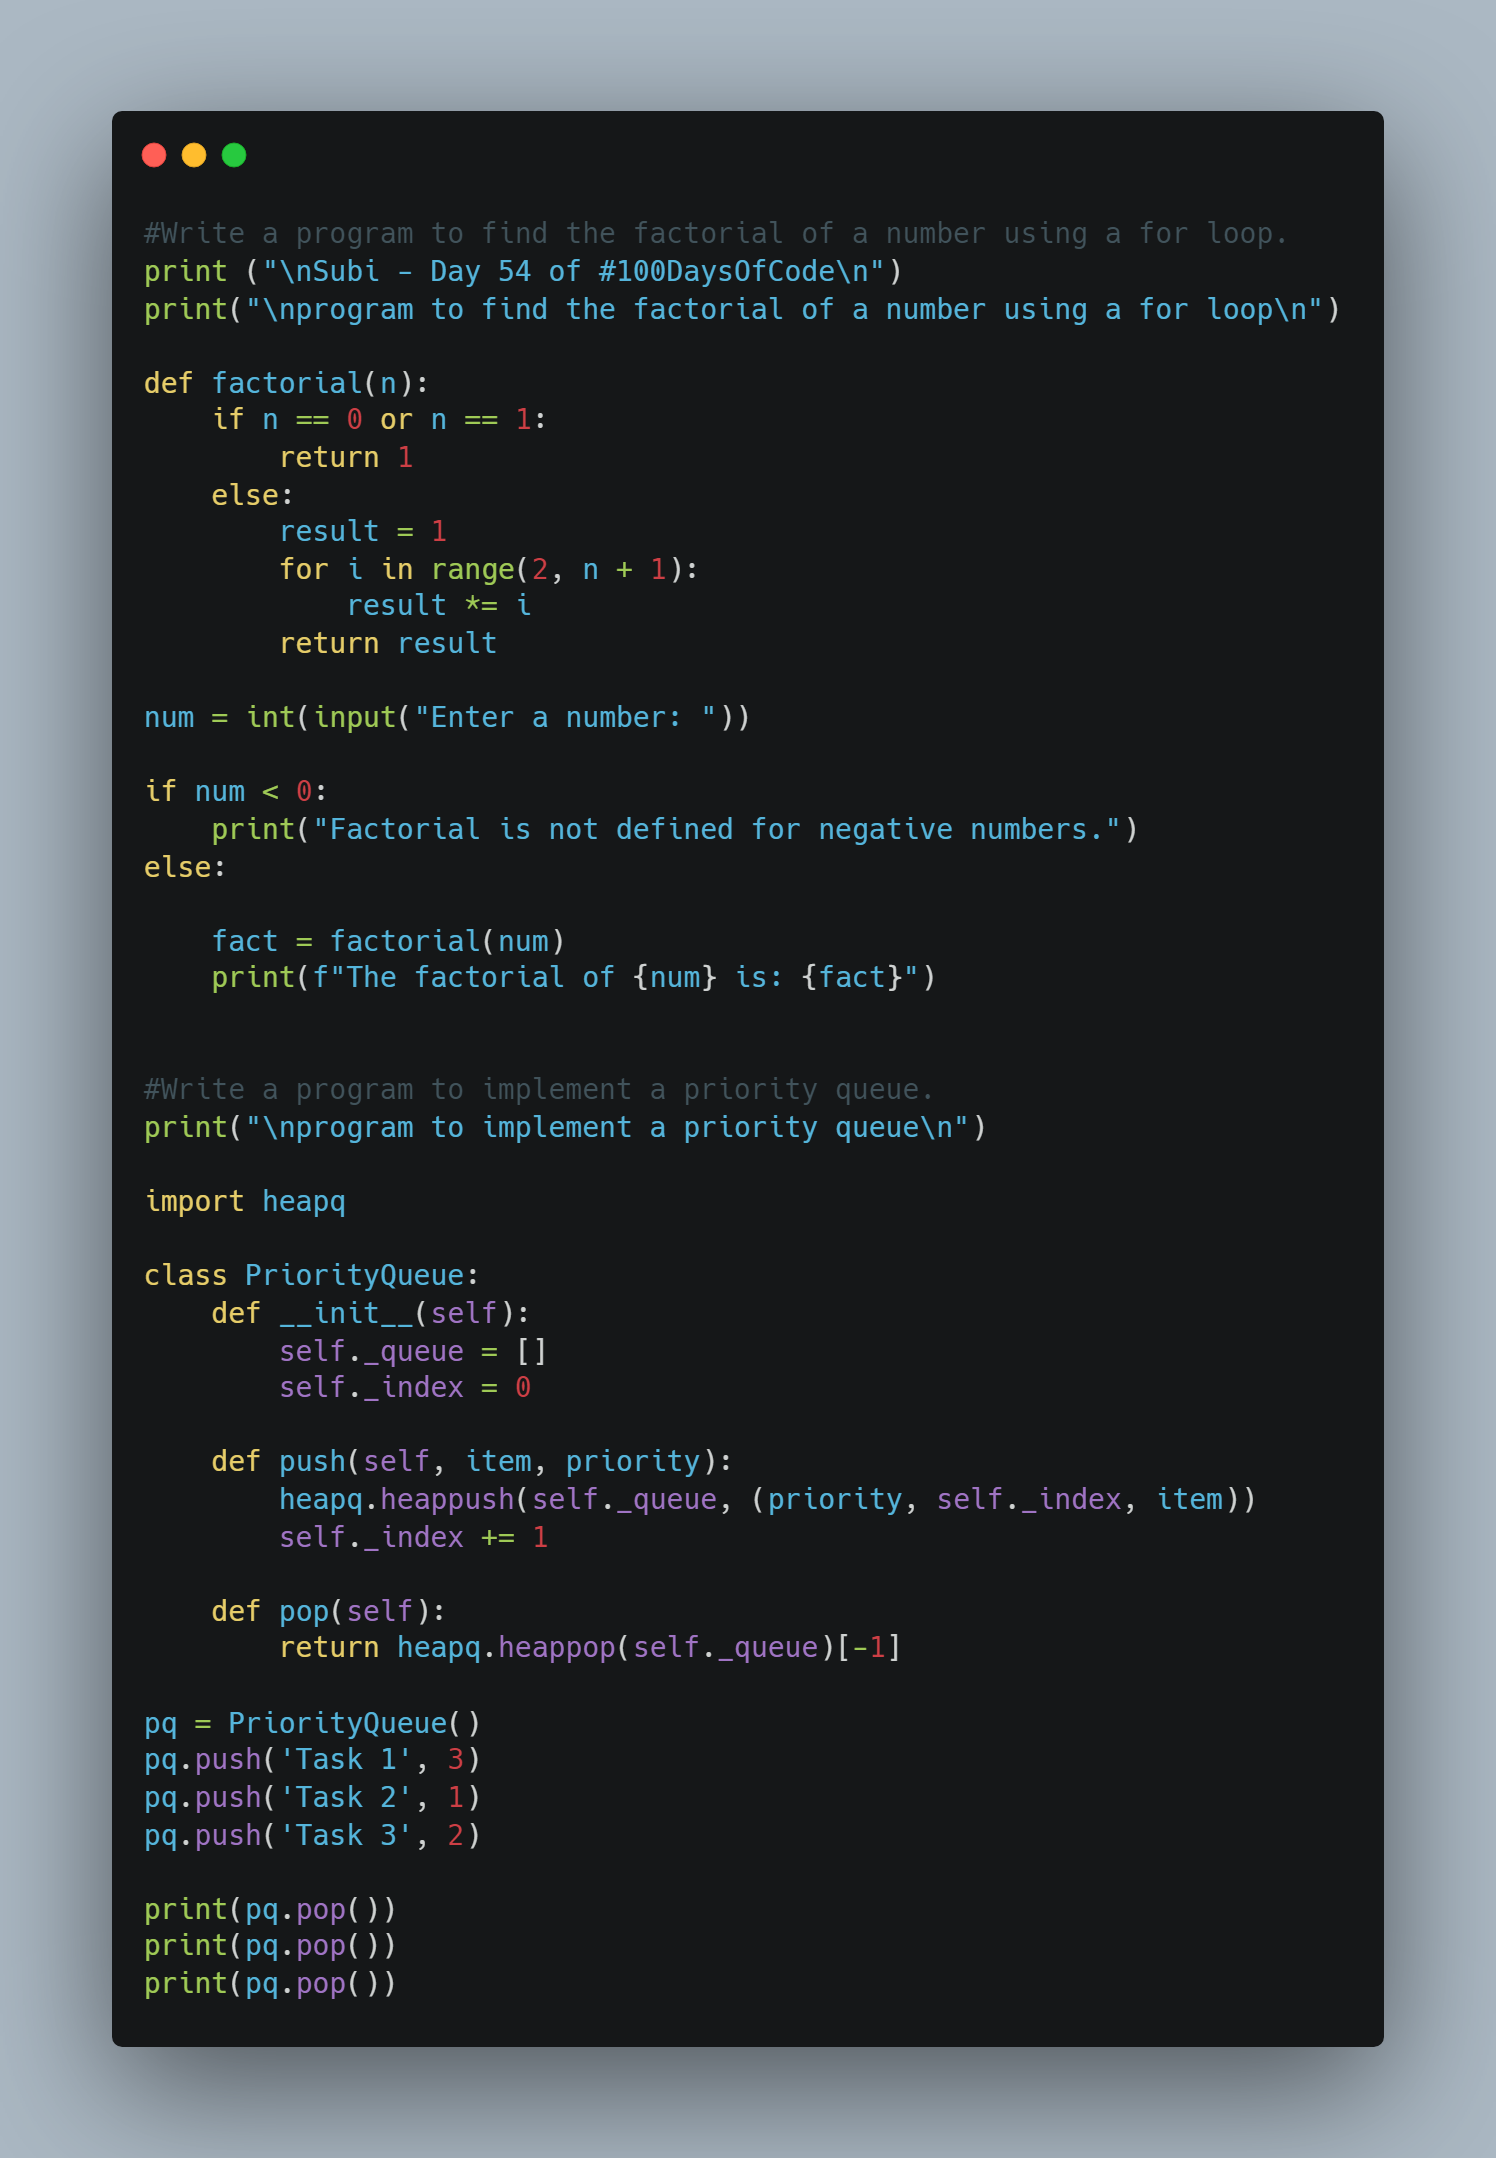 #Write a program to find the factorial of a number using a for loop.
print ("\nSubi - Day 54 of #100DaysOfCode\n")
print("\nprogram to find the factorial of a number using a for loop\n")

def factorial(n):
    if n == 0 or n == 1:
        return 1
    else:
        result = 1
        for i in range(2, n + 1):
            result *= i
        return result

num = int(input("Enter a number: "))

if num < 0:
    print("Factorial is not defined for negative numbers.")
else:

    fact = factorial(num)
    print(f"The factorial of {num} is: {fact}")


#Write a program to implement a priority queue.
print("\nprogram to implement a priority queue\n")

import heapq

class PriorityQueue:
    def __init__(self):
        self._queue = []
        self._index = 0

    def push(self, item, priority):
        heapq.heappush(self._queue, (priority, self._index, item))
        self._index += 1

    def pop(self):
        return heapq.heappop(self._queue)[-1]

pq = PriorityQueue()
pq.push('Task 1', 3)
pq.push('Task 2', 1)
pq.push('Task 3', 2)

print(pq.pop())
print(pq.pop())
print(pq.pop())